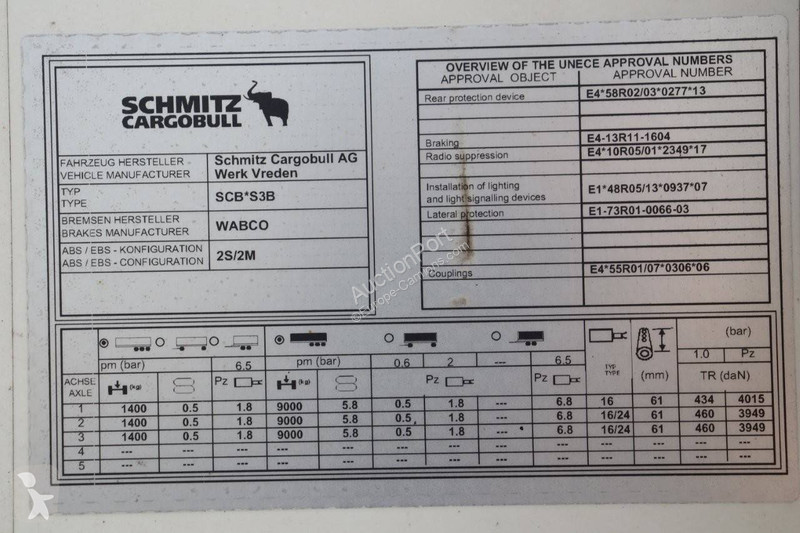 SCHMITZ
CARGOBULL
FAHRZEUG HERSTELLER - Schmitz Cargobull AG
VEHICLE MANUFACTURER Werk Vreden
TYP
TYPE SCB*S3B
BREMSEN HERSTELLER
BRAKES MANUFACTURER WABCO
ABS / EBS - KONFIGURATION
ABS / EBS - CONFIGURATION 2S/2M
OVERVIEW OF THE UNECE APPROVAL NUMBERS
APPROVAL OBJECT APPROVAL NUMBER
Rear protection device E4*58R02/03*0277*13
Braking E4-13R11-1604
Radio suppression E4*10R05/01*2349*17
Installation of lighting
and light signalling devices E1*48R05/13*0937*07
Lateral protection E1-73R01-0066-03
Couplings E4*55R01/07*0306*06
AuctionPort
©Europe-Camions.com
(bar)
pm (bar) 6.5 pm (bar) 0.6 2 --- 6.5 TYP TYPE (mm) 1.0 Pz
ACHSE
AXLE (kg) Pz (kg) Pz Pz TR (daN)
1 1400 0.5 1.8 9000 5.8 0.5 1.8 --- 6.8 16 61 434 4015
2 1400 0.5 1.8 9000 5.8 0.5 1.8 --- 6.8 16/24 61 460 3949
3 1400 0.5 1.8 9000 5.8 0.5 1.8 --- 6.8 16/24 61 460 3949
4 --- --- --- --- --- --- --- --- --- --- --- --- ---
5 --- --- --- --- --- --- --- --- --- --- --- --- ---